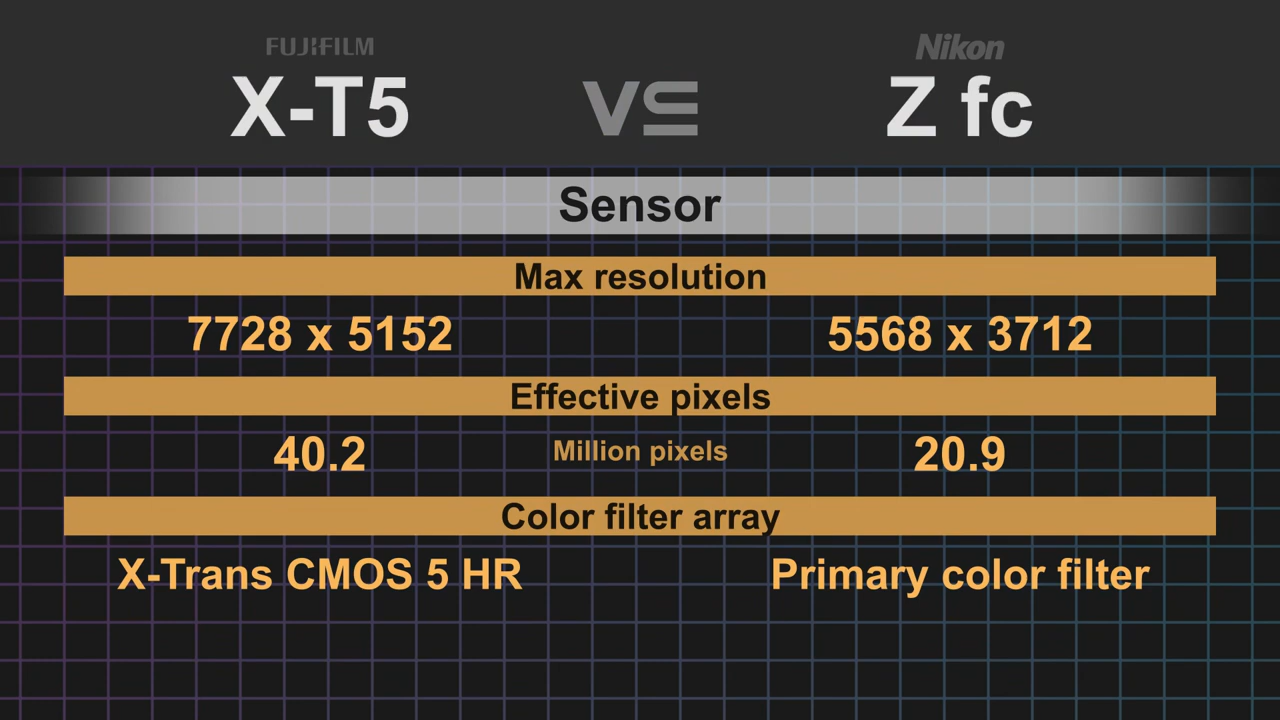 FUJIFILM
Nikon
X-T5 VS Z fc
Sensor
Max resolution
7728 x 5152 5568 x 3712
Effective pixels
40.2 Million pixels 20.9
Color filter array
X-Trans CMOS 5 HR Primary color filter